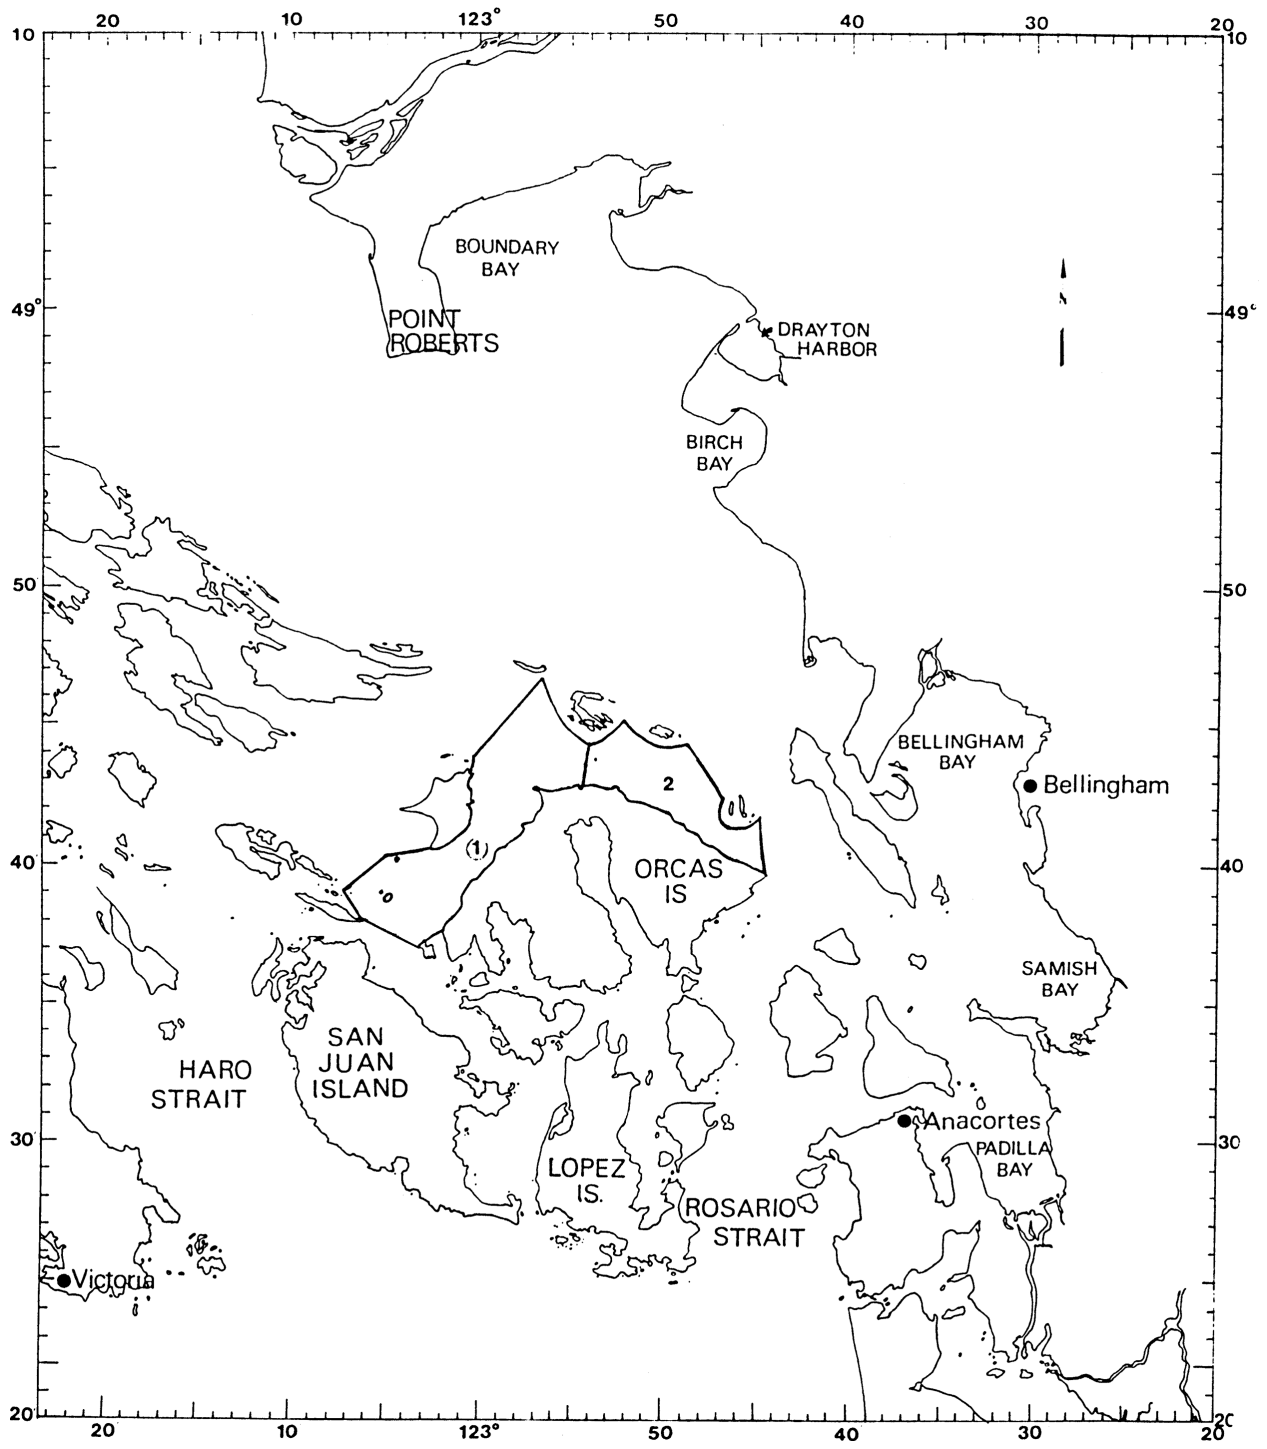 20 10 123° 50 40 30 20
10 10
BOUNDARY
BAY
49° 49°
POINT
ROBERTS
DRAYTON
HARBOR
BIRCH
BAY
50 50
BELLINGHAM
BAY
2
Bellingham
1
40 40
ORCAS
IS
SAMISH
BAY
SAN
JUAN
ISLAND
HARO
STRAIT
Anacortes
30 30
PADILLA
BAY
LOPEZ
IS.
ROSARIO
STRAIT
Victoria
20 20
20 10 123° 50 40 30